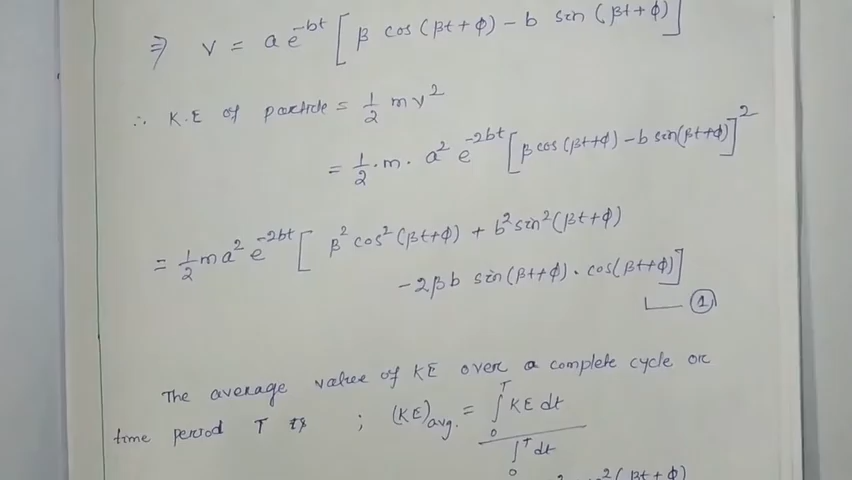 ⇒ v = a e^{-bt} [β cos(βt+ϕ) - b sin(βt+ϕ)]
∴ K.E of particle = 1/2 m v^2
= 1/2 · m · a^2 e^{-2bt} [β cos(βt+ϕ) - b sin(βt+ϕ)]^2
= 1/2 m a^2 e^{-2bt} [β^2 cos^2(βt+ϕ) + b^2 sin^2(βt+ϕ)
- 2βb sin(βt+ϕ) · cos(βt+ϕ)]
①
The average value of KE over a complete cycle or
time period T is ; (KE)avg. = ∫_0^T KE dt / ∫_0^T dt